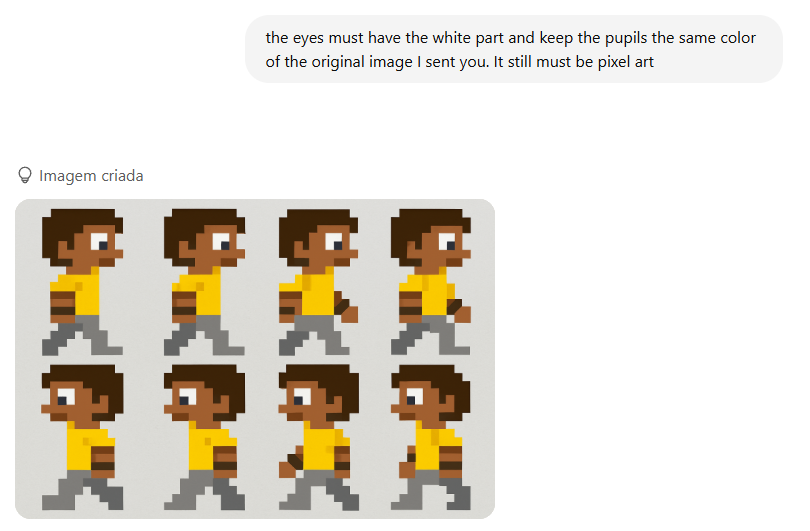 the eyes must have the white part and keep the pupils the same color
of the original image I sent you. It still must be pixel art
Imagem criada